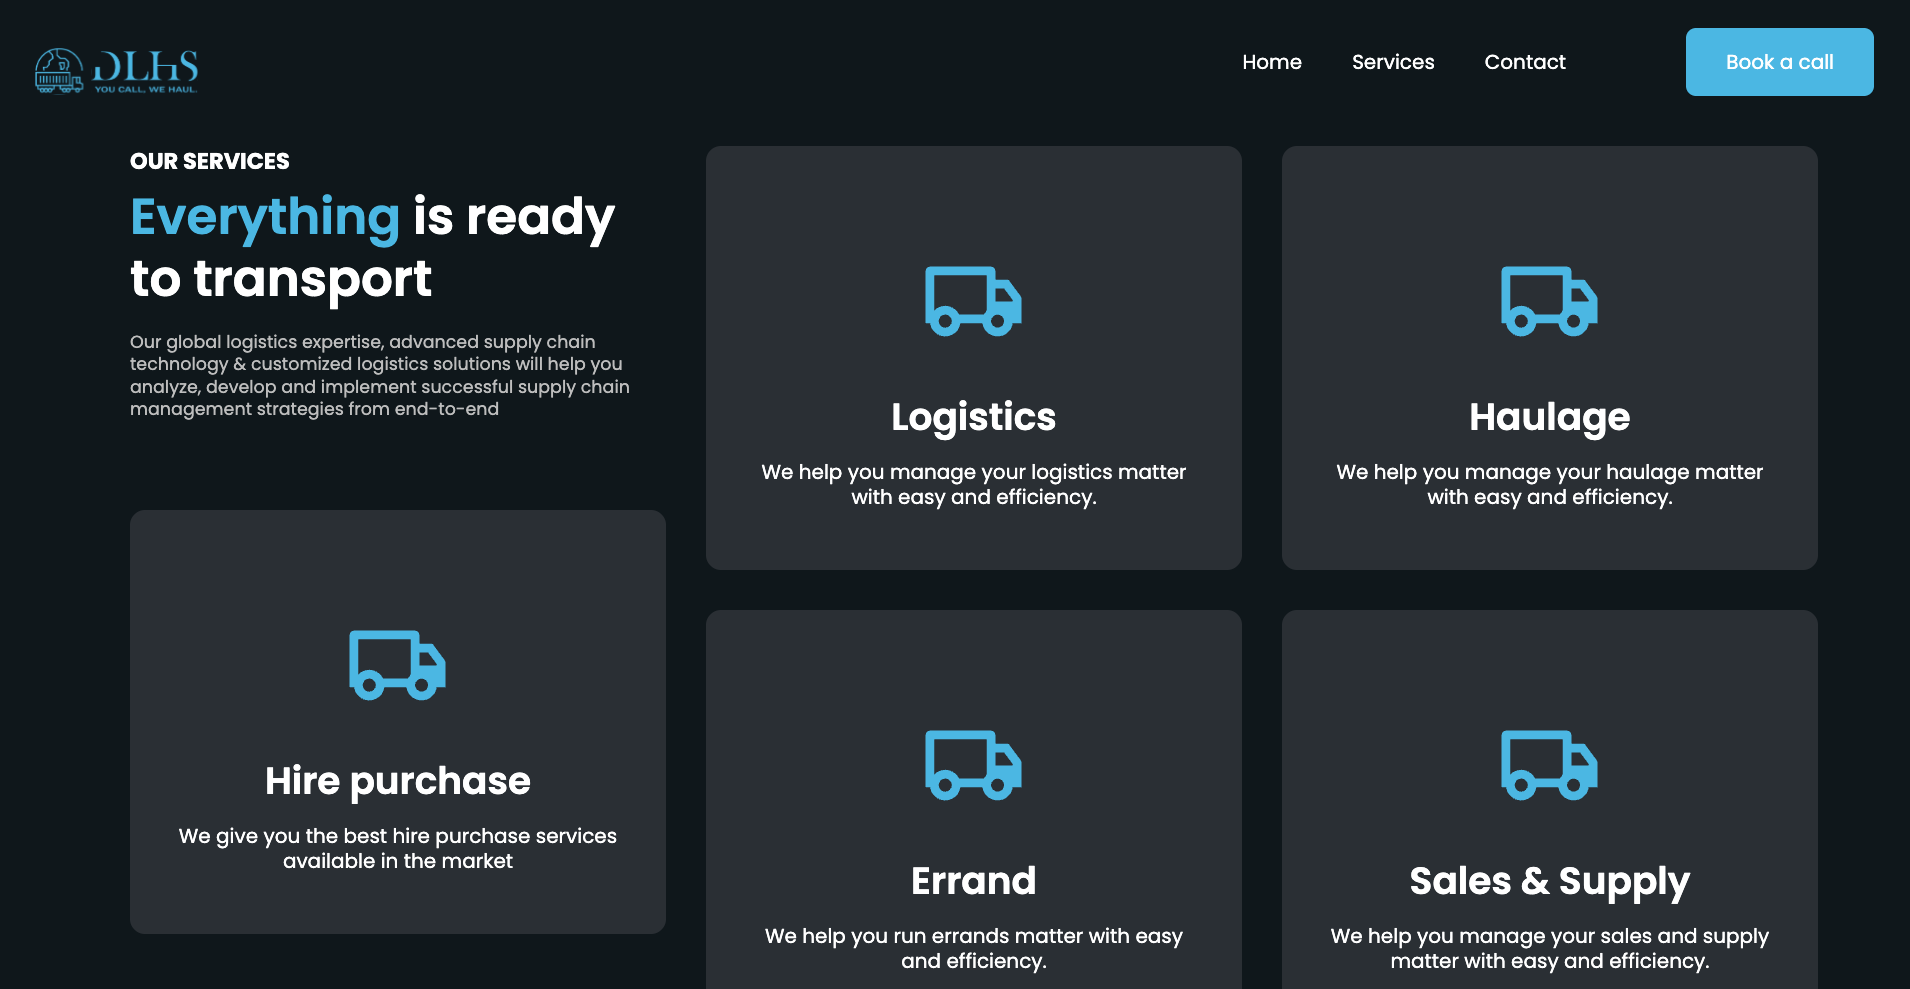 DLHS
YOU CALL. WE HAUL.
Home
Services
Contact
Book a call
OUR SERVICES
Everything is ready
to transport
Our global logistics expertise, advanced supply chain
technology & customized logistics solutions will help you
analyze, develop and implement successful supply chain
management strategies from end-to-end
Logistics
We help you manage your logistics matter
with easy and efficiency.
Haulage
We help you manage your haulage matter
with easy and efficiency.
Hire purchase
We give you the best hire purchase services
available in the market
Errand
We help you run errands matter with easy
and efficiency.
Sales & Supply
We help you manage your sales and supply
matter with easy and efficiency.